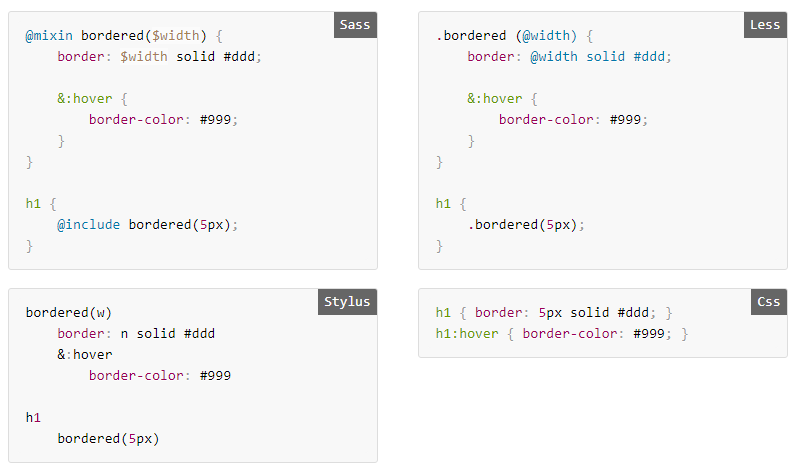 Sass
@mixin bordered($width) {
    border: $width solid #ddd;

    &:hover {
        border-color: #999;
    }
}

h1 {
    @include bordered(5px);
}
Less
.bordered (@width) {
    border: @width solid #ddd;

    &:hover {
        border-color: #999;
    }
}

h1 {
    .bordered(5px);
}
Stylus
bordered(w)
    border: n solid #ddd
    &:hover
        border-color: #999

h1
    bordered(5px)
Css
h1 { border: 5px solid #ddd; }
h1:hover { border-color: #999; }